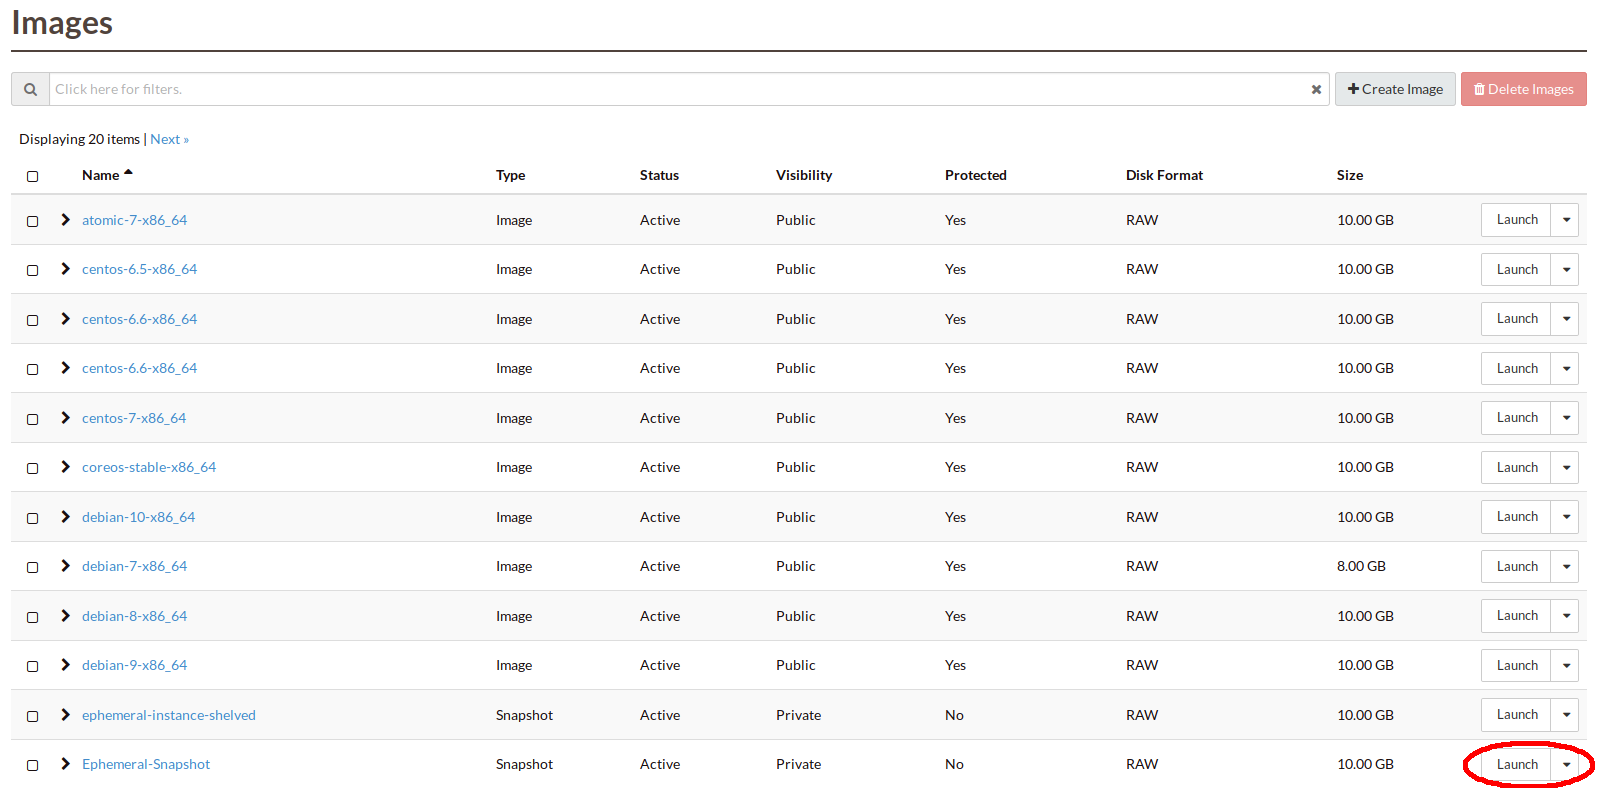 Images
Click here for filters.
Create Image
Delete Images
Displaying 20 items | Next »
Name Type Status Visibility Protected Disk Format Size
atomic-7-x86_64 Image Active Public Yes RAW 10.00 GB Launch
centos-6.5-x86_64 Image Active Public Yes RAW 10.00 GB Launch
centos-6.6-x86_64 Image Active Public Yes RAW 10.00 GB Launch
centos-6.6-x86_64 Image Active Public Yes RAW 10.00 GB Launch
centos-7-x86_64 Image Active Public Yes RAW 10.00 GB Launch
coreos-stable-x86_64 Image Active Public Yes RAW 10.00 GB Launch
debian-10-x86_64 Image Active Public Yes RAW 10.00 GB Launch
debian-7-x86_64 Image Active Public Yes RAW 8.00 GB Launch
debian-8-x86_64 Image Active Public Yes RAW 10.00 GB Launch
debian-9-x86_64 Image Active Public Yes RAW 10.00 GB Launch
ephemeral-instance-shelved Snapshot Active Private No RAW 10.00 GB Launch
Ephemeral-Snapshot Snapshot Active Private No RAW 10.00 GB Launch